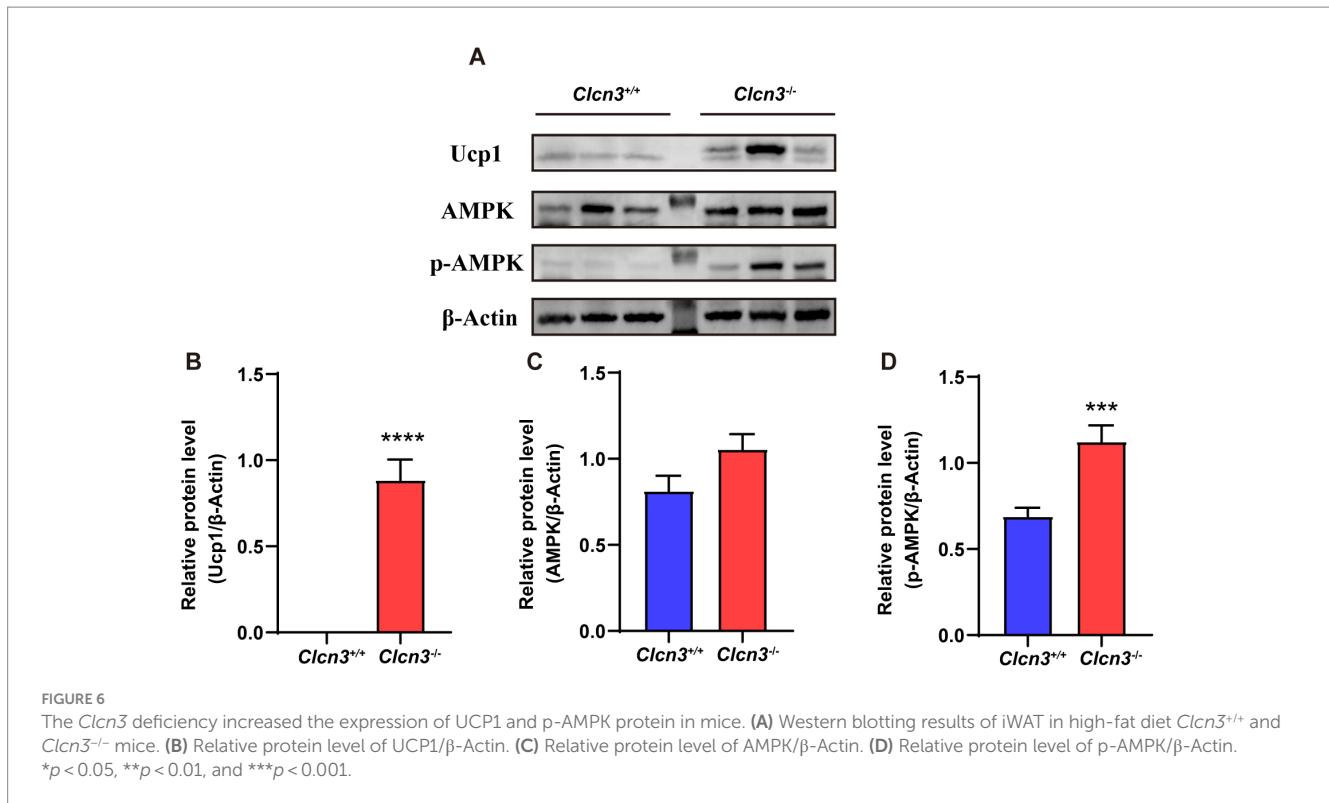 A
Clcn3+/+ Clcn3-/-
Ucp1
AMPK
p-AMPK
β-Actin
B
Relative protein level
(Ucp1/β-Actin)
1.5
1.0
0.5
0.0
****
Clcn3+/+ Clcn3-/-
C
Relative protein level
(AMPK/β-Actin)
1.5
1.0
0.5
0.0
Clcn3+/+ Clcn3-/-
D
Relative protein level
(p-AMPK/β-Actin)
1.5
1.0
0.5
0.0
***
Clcn3+/+ Clcn3-/-
FIGURE 6
The Clcn3 deficiency increased the expression of UCP1 and p-AMPK protein in mice. (A) Western blotting results of iWAT in high-fat diet Clcn3+/+ and
Clcn3−/− mice. (B) Relative protein level of UCP1/β-Actin. (C) Relative protein level of AMPK/β-Actin. (D) Relative protein level of p-AMPK/β-Actin.
*p < 0.05, **p < 0.01, and ***p < 0.001.